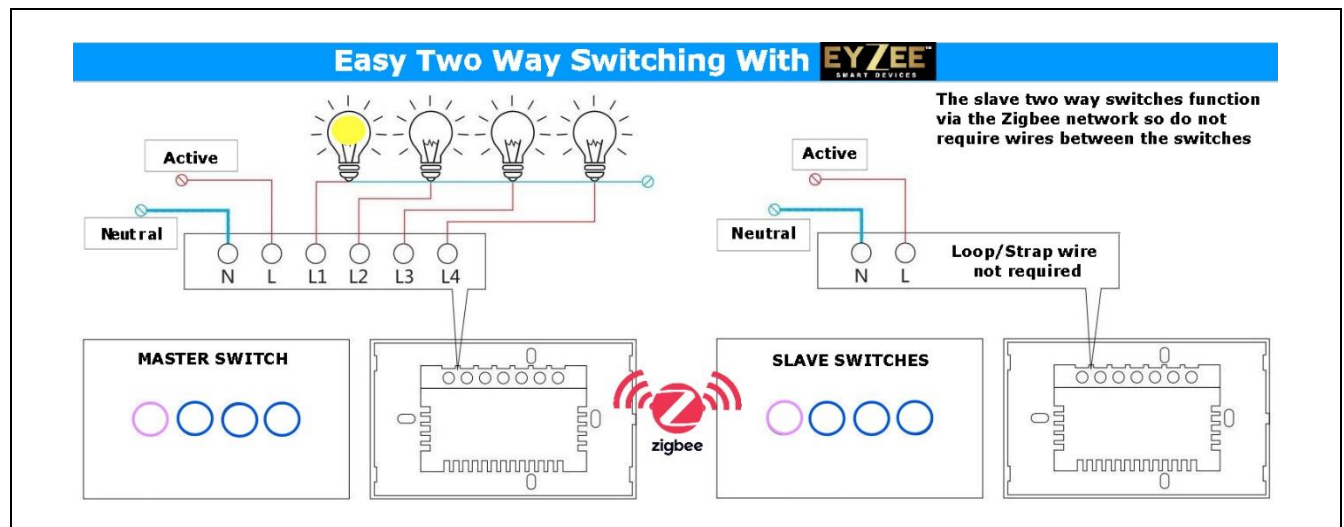 Easy Two Way Switching With EYZEE™
SMART DEVICES
The slave two way switches function
via the Zigbee network so do not
require wires between the switches
Active
Neutral
N L L1 L2 L3 L4
Active
Neutral
Loop/Strap wire
not required
N L
MASTER SWITCH
zigbee
SLAVE SWITCHES